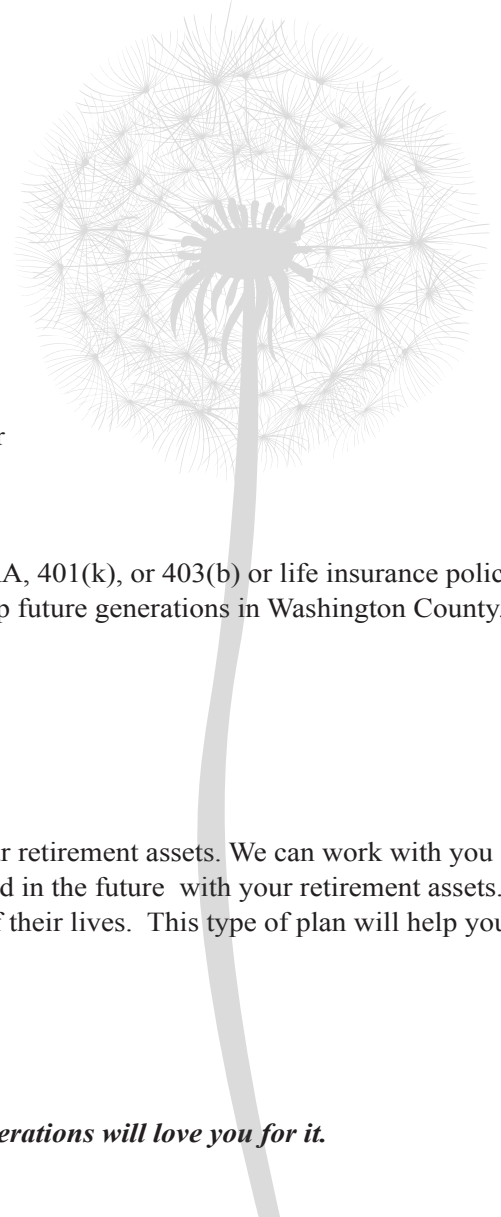 r
A, 401(k), or 403(b) or life insurance polic
p future generations in Washington County.
r retirement assets. We can work with you
d in the future  with your retirement assets.
f their lives.  This type of plan will help you
erations will love you for it.